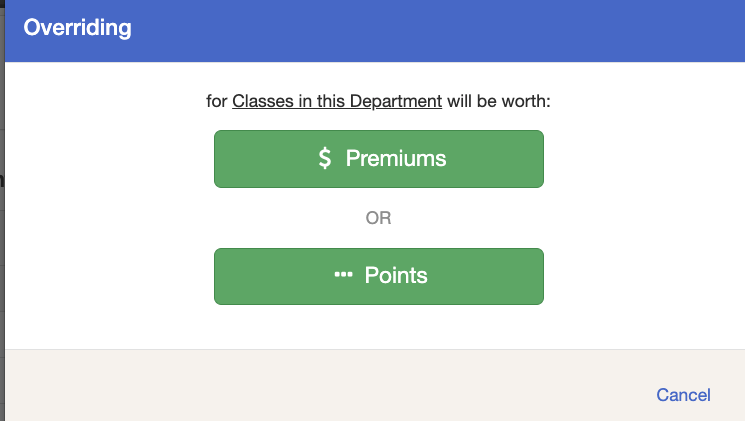 Overriding
for Classes in this Department will be worth:
$ Premiums
OR
Points
Cancel